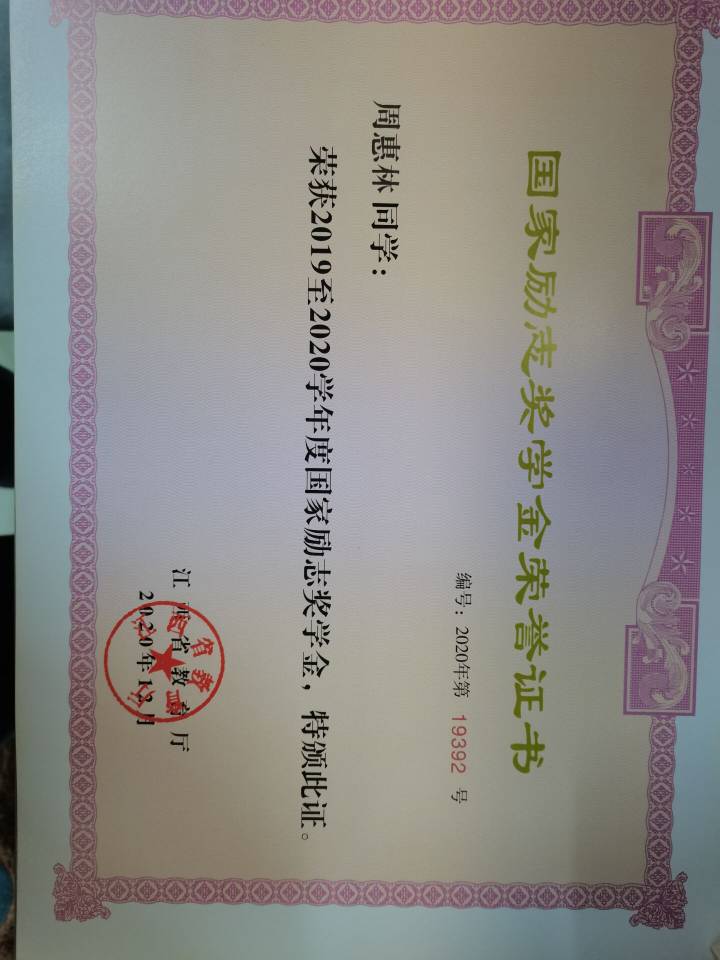 国家励志奖学金荣誉证书
编号：2020年第 19392 号
周惠林 同学：
荣获2019至2020学年度国家励志奖学金，特颁此证。
江西省教育厅
2020年12月